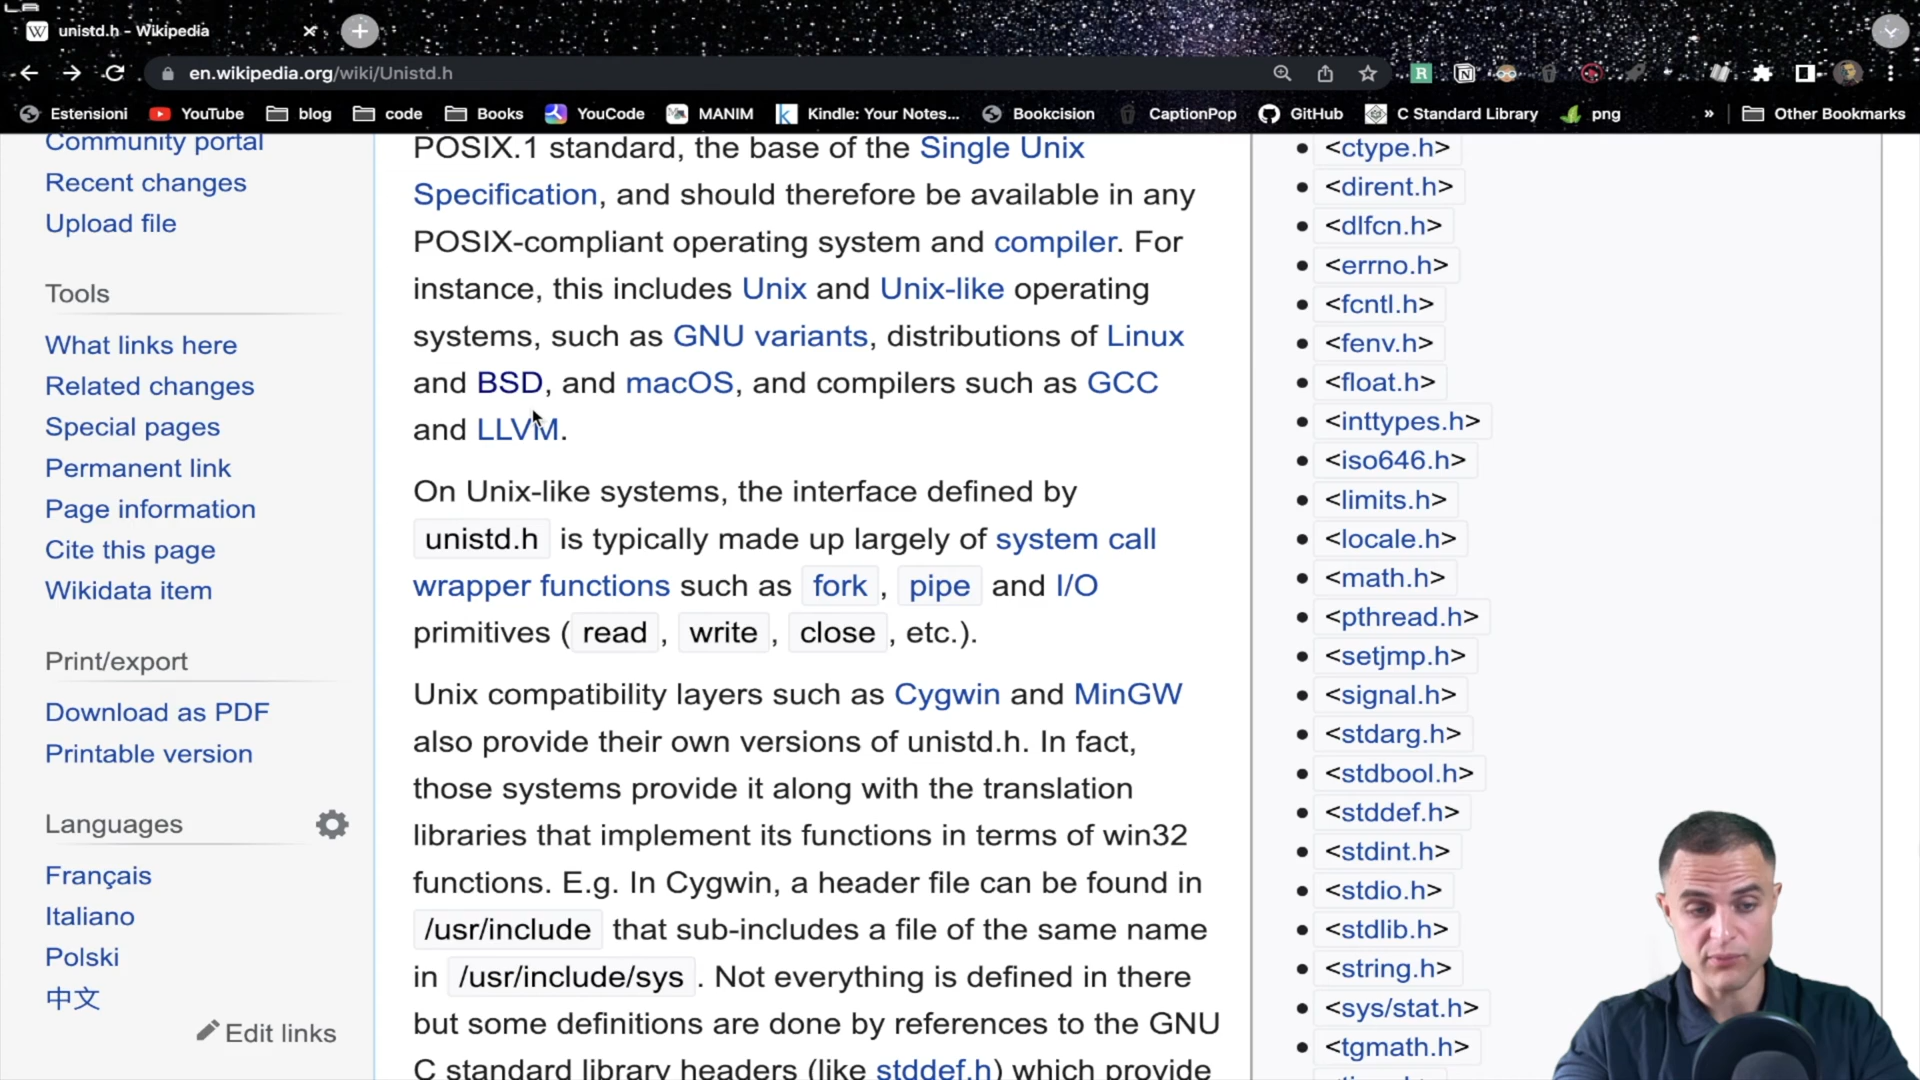 unistd.h - Wikipedia
en.wikipedia.org/wiki/Unistd.h
Estensioni YouTube blog code Books YouCode MANIM Kindle: Your Notes... Bookcision CaptionPop GitHub C Standard Library png » Other Bookmarks
Community portal
Recent changes
Upload file
Tools
What links here
Related changes
Special pages
Permanent link
Page information
Cite this page
Wikidata item
Print/export
Download as PDF
Printable version
Languages
Français
Italiano
Polski
中文
Edit links
POSIX.1 standard, the base of the Single Unix
Specification, and should therefore be available in any
POSIX-compliant operating system and compiler. For
instance, this includes Unix and Unix-like operating
systems, such as GNU variants, distributions of Linux
and BSD, and macOS, and compilers such as GCC
and LLVM.
On Unix-like systems, the interface defined by
unistd.h is typically made up largely of system call
wrapper functions such as fork , pipe and I/O
primitives ( read , write , close , etc.).
Unix compatibility layers such as Cygwin and MinGW
also provide their own versions of unistd.h. In fact,
those systems provide it along with the translation
libraries that implement its functions in terms of win32
functions. E.g. In Cygwin, a header file can be found in
/usr/include that sub-includes a file of the same name
in /usr/include/sys . Not everything is defined in there
but some definitions are done by references to the GNU
C standard library headers (like stddef.h) which provide
<ctype.h>
<dirent.h>
<dlfcn.h>
<errno.h>
<fcntl.h>
<fenv.h>
<float.h>
<inttypes.h>
<iso646.h>
<limits.h>
<locale.h>
<math.h>
<pthread.h>
<setjmp.h>
<signal.h>
<stdarg.h>
<stdbool.h>
<stddef.h>
<stdint.h>
<stdio.h>
<stdlib.h>
<string.h>
<sys/stat.h>
<tgmath.h>